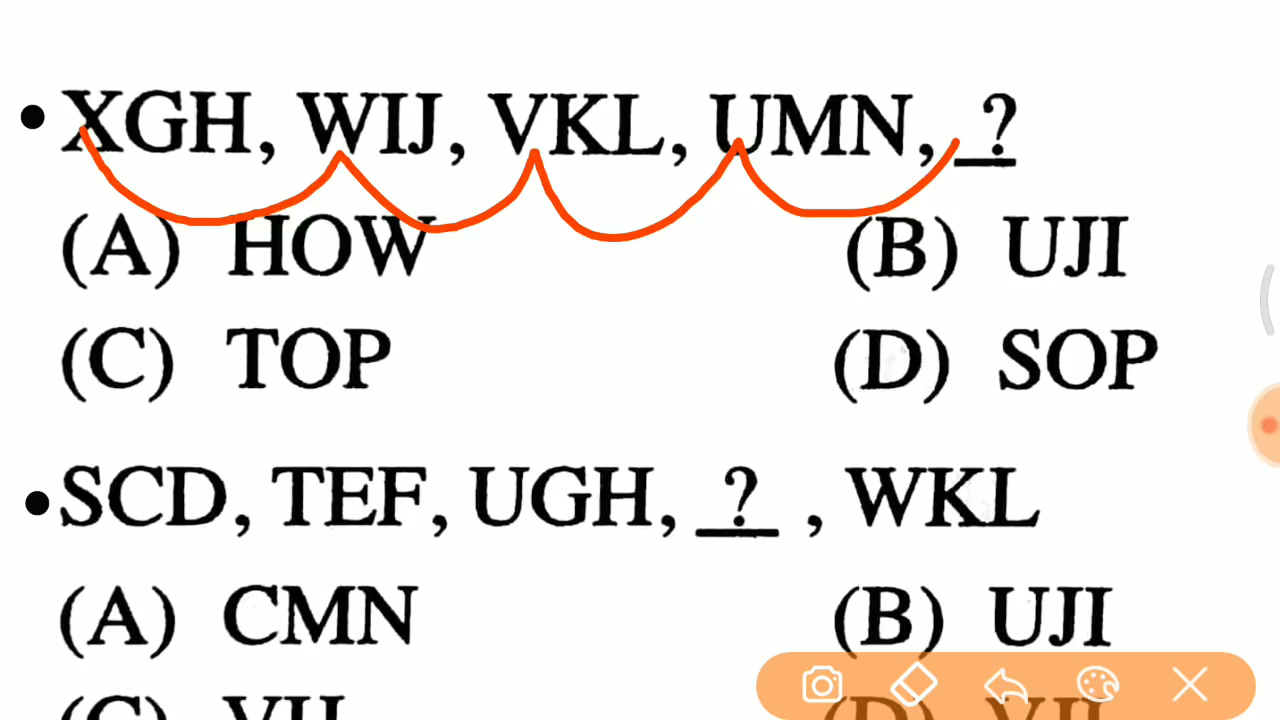 • XGH, WIJ, VKL, UMN, ?
(A) HOW (B) UJI
(C) TOP (D) SOP
• SCD, TEF, UGH, ? , WKL
(A) CMN (B) UJI